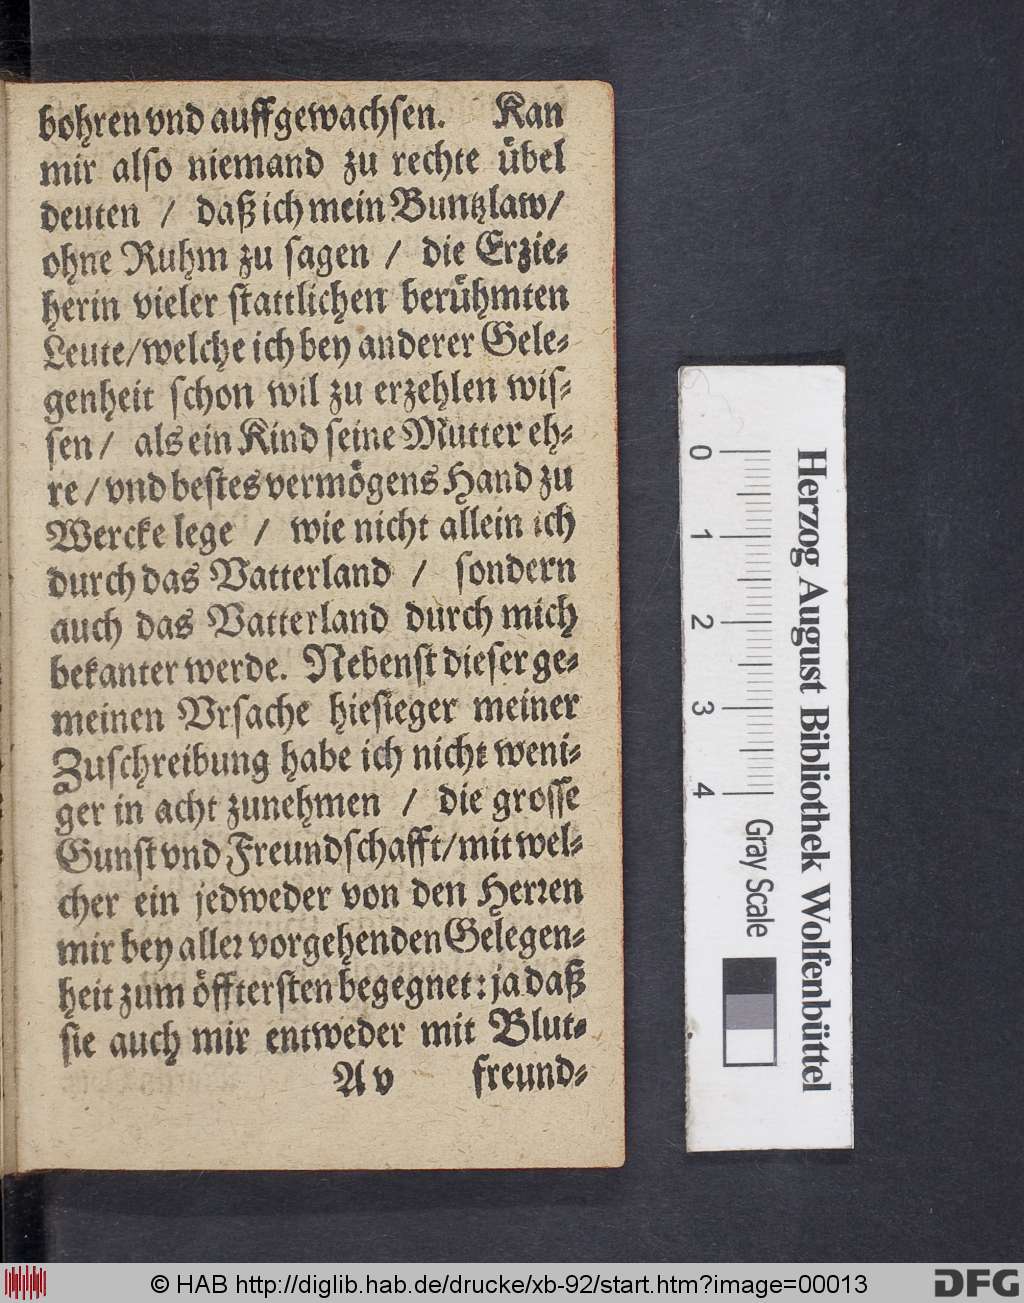 bohren vnd auffgewachsen. Kan
mir also niemand zu rechte übel
deuten / daß ich mein Buntzlaw/
ohne Ruhm zu sagen / die Erzie-
herin vieler stattlichen berühmten
Leute/welche ich bey anderer Gele-
genheit schon wil zu erzehlen wis-
sen / als ein Kind seine Mutter eh-
re / vnd bestes vermögens Hand zu
Wercke lege / wie nicht allein ich
durch das Vatterland / sondern
auch das Vatterland durch mich
bekanter werde. Nebenst dieser ge-
meinen Vrsache hiesieger meiner
Zuschreibung habe ich nicht weni-
ger in acht zunehmen / die grosse
Gunst vnd Freundschafft/mit wel-
cher ein jedweder von den Herren
mir bey aller vorgehenden Gelegen-
heit zum öfftersten begegnet: ja daß
sie auch mir entweder mit Blut-
A v freund-
0 1 2 3 4 Gray Scale
Herzog August Bibliothek Wolfenbüttel
© HAB http://diglib.hab.de/drucke/xb-92/start.htm?image=00013
DFG